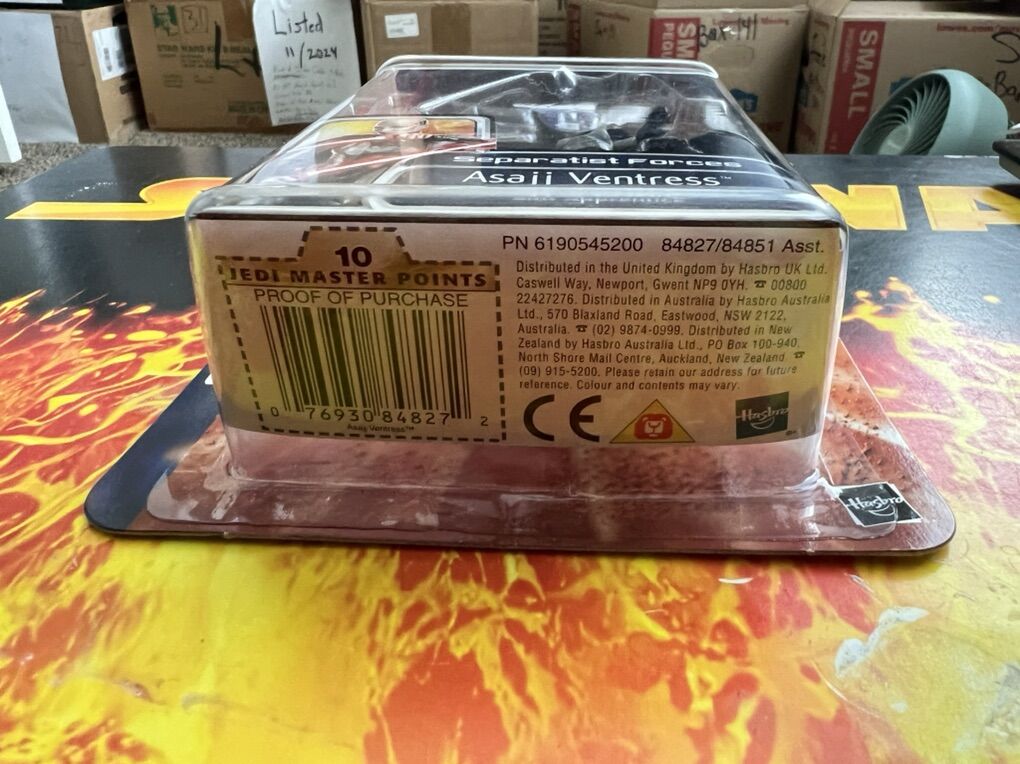 Listed
11/2024
SMALL
Box 141
SMALL
Separatist Forces
Asajj Ventress™
10
JEDI MASTER POINTS
PROOF OF PURCHASE
0 76930 84827 2
Asajj Ventress™
PN 6190545200 84827/84851 Asst.
Distributed in the United Kingdom by Hasbro UK Ltd.
Caswell Way, Newport, Gwent NP9 0YH. ☎ 00800
22427276. Distributed in Australia by Hasbro Australia
Ltd., 570 Blaxland Road, Eastwood, NSW 2122,
Australia. ☎ (02) 9874-0999. Distributed in New
Zealand by Hasbro Australia Ltd., PO Box 100-940,
North Shore Mail Centre, Auckland, New Zealand. ☎
(09) 915-5200. Please retain our address for future
reference. Colour and contents may vary.
CE
Hasbro
Hasbro